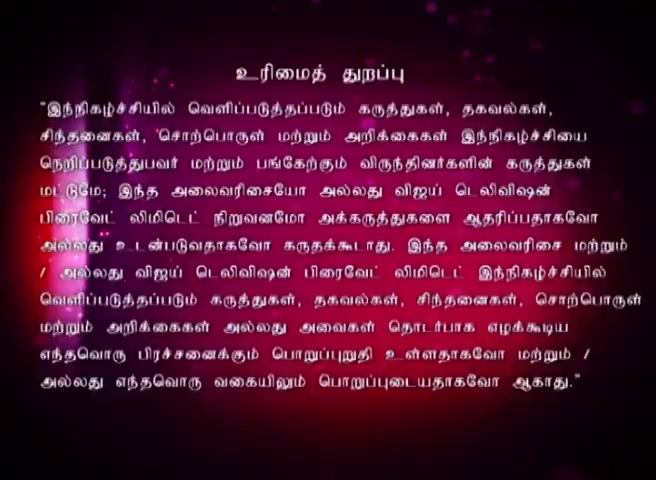 உரிமைத் துறப்பு
"இந்நிகழ்ச்சியில் வெளிப்படுத்தப்படும் கருத்துகள், தகவல்கள்,
சிந்தனைகள், சொற்பொருள் மற்றும் அறிக்கைகள் இந்நிகழ்ச்சியை
நெறிப்படுத்துபவர் மற்றும் பங்கேற்கும் விருந்தினர்களின் கருத்துகள்
மட்டுமே; இந்த அலைவரிசையோ அல்லது விஜய் டெலிவிஷன்
பிரைவேட் லிமிடெட் நிறுவனமோ அக்கருத்துகளை ஆதரிப்பதாகவோ
அல்லது உடன்படுவதாகவோ கருதக்கூடாது. இந்த அலைவரிசை மற்றும்
/ அல்லது விஜய் டெலிவிஷன் பிரைவேட் லிமிடெட் இந்நிகழ்ச்சியில்
வெளிப்படுத்தப்படும் கருத்துகள், தகவல்கள், சிந்தனைகள், சொற்பொருள்
மற்றும் அறிக்கைகள் அல்லது அவைகள் தொடர்பாக எழக்கூடிய
எந்தவொரு பிரச்சனைக்கும் பொறுப்புறுதி உள்ளதாகவோ மற்றும் /
அல்லது எந்தவொரு வகையிலும் பொறுப்புடையதாகவோ ஆகாது."